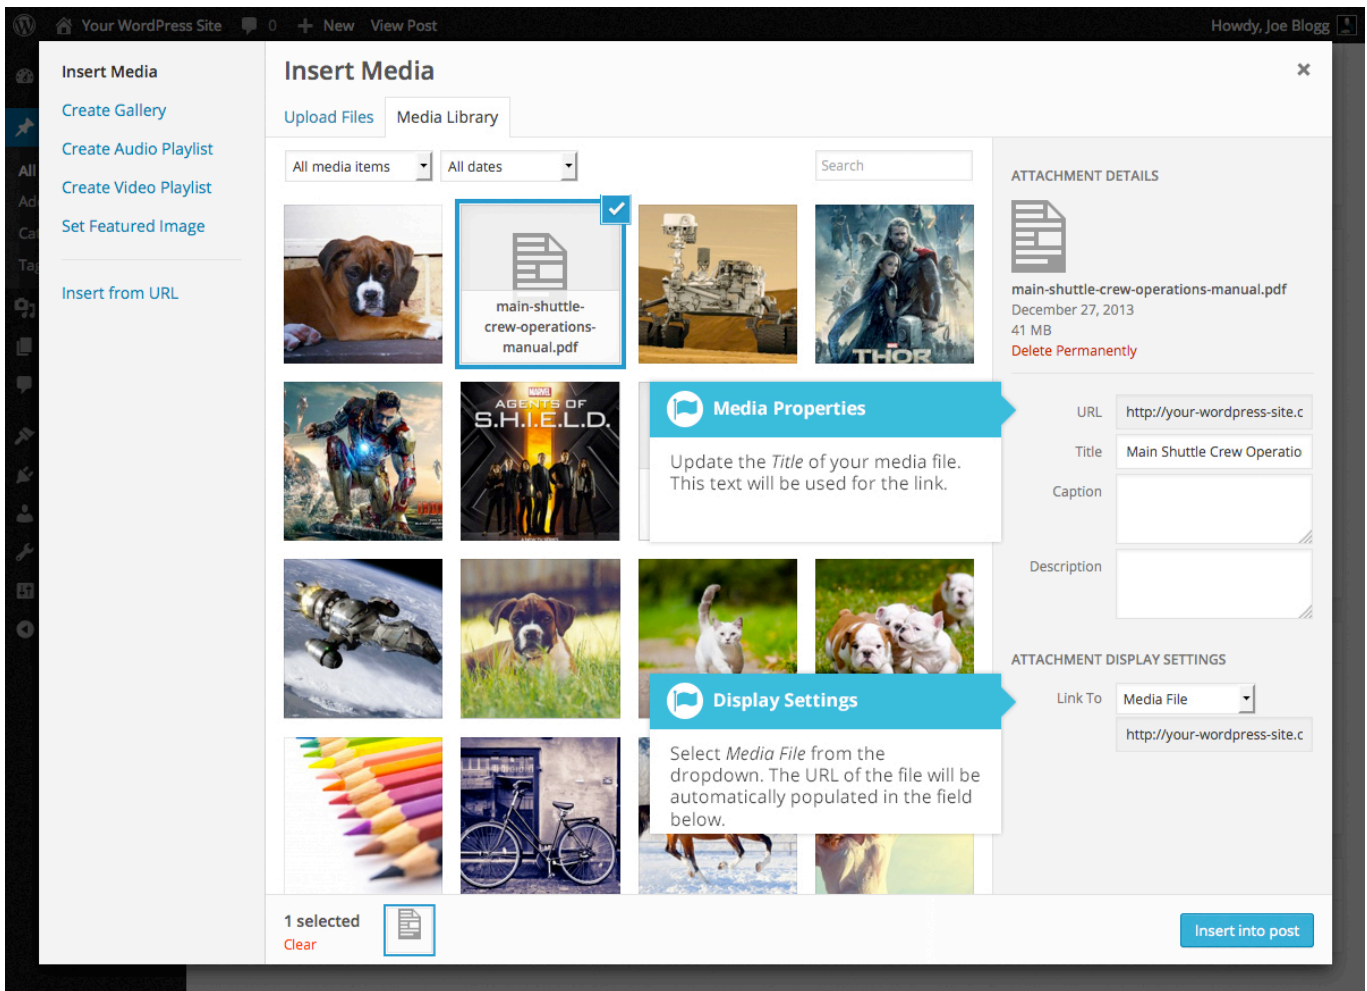 Your WordPress Site 0 + New View Post Howdy, Joe Blogg
Insert Media
Create Gallery
Create Audio Playlist
Create Video Playlist
Set Featured Image
Insert from URL
All
Insert Media
×
Upload Files Media Library
All media items All dates Search
main-shuttle-
crew-operations-
manual.pdf
MARVEL
THOR
MARVEL
AGENTS OF
S.H.I.E.L.D.
Media Properties
Update the Title of your media file.
This text will be used for the link.
Display Settings
Select Media File from the
dropdown. The URL of the file will be
automatically populated in the field
below.
ATTACHMENT DETAILS
main-shuttle-crew-operations-manual.pdf
December 27, 2013
41 MB
Delete Permanently
URL http://your-wordpress-site.c
Title Main Shuttle Crew Operatio
Caption
Description
ATTACHMENT DISPLAY SETTINGS
Link To Media File
http://your-wordpress-site.c
1 selected
Clear
Insert into post